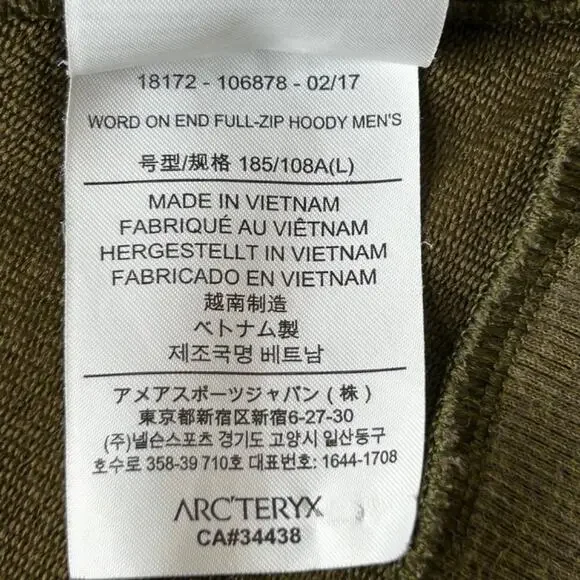 18172 - 106878 - 02/17
WORD ON END FULL-ZIP HOODY MEN'S
号型/规格 185/108A(L)
MADE IN VIETNAM
FABRIQUÉ AU VIÊTNAM
HERGESTELLT IN VIETNAM
FABRICADO EN VIETNAM
越南制造
ベトナム製
제조국명 베트남
アメアスポーツジャパン (株)
東京都新宿区新宿6-27-30
(주)넬슨스포츠 경기도 고양시 일산동구
호수로 358-39 710호 대표번호: 1644-1708
ARC'TERYX
CA#34438